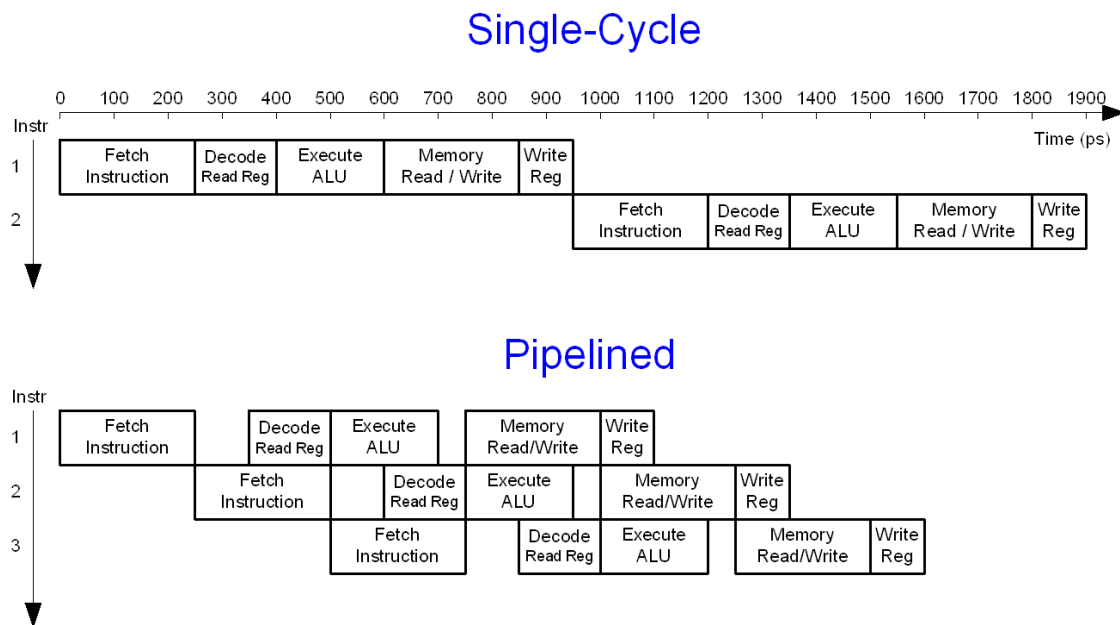 Single-Cycle
0 100 200 300 400 500 600 700 800 900 1000 1100 1200 1300 1400 1500 1600 1700 1800 1900
Instr
Time (ps)
1
Fetch
Instruction
Decode
Read Reg
Execute
ALU
Memory
Read / Write
Write
Reg
2
Fetch
Instruction
Decode
Read Reg
Execute
ALU
Memory
Read / Write
Write
Reg
Pipelined
Instr
1
Fetch
Instruction
Decode
Read Reg
Execute
ALU
Memory
Read/Write
Write
Reg
2
Fetch
Instruction
Decode
Read Reg
Execute
ALU
Memory
Read/Write
Write
Reg
3
Fetch
Instruction
Decode
Read Reg
Execute
ALU
Memory
Read/Write
Write
Reg